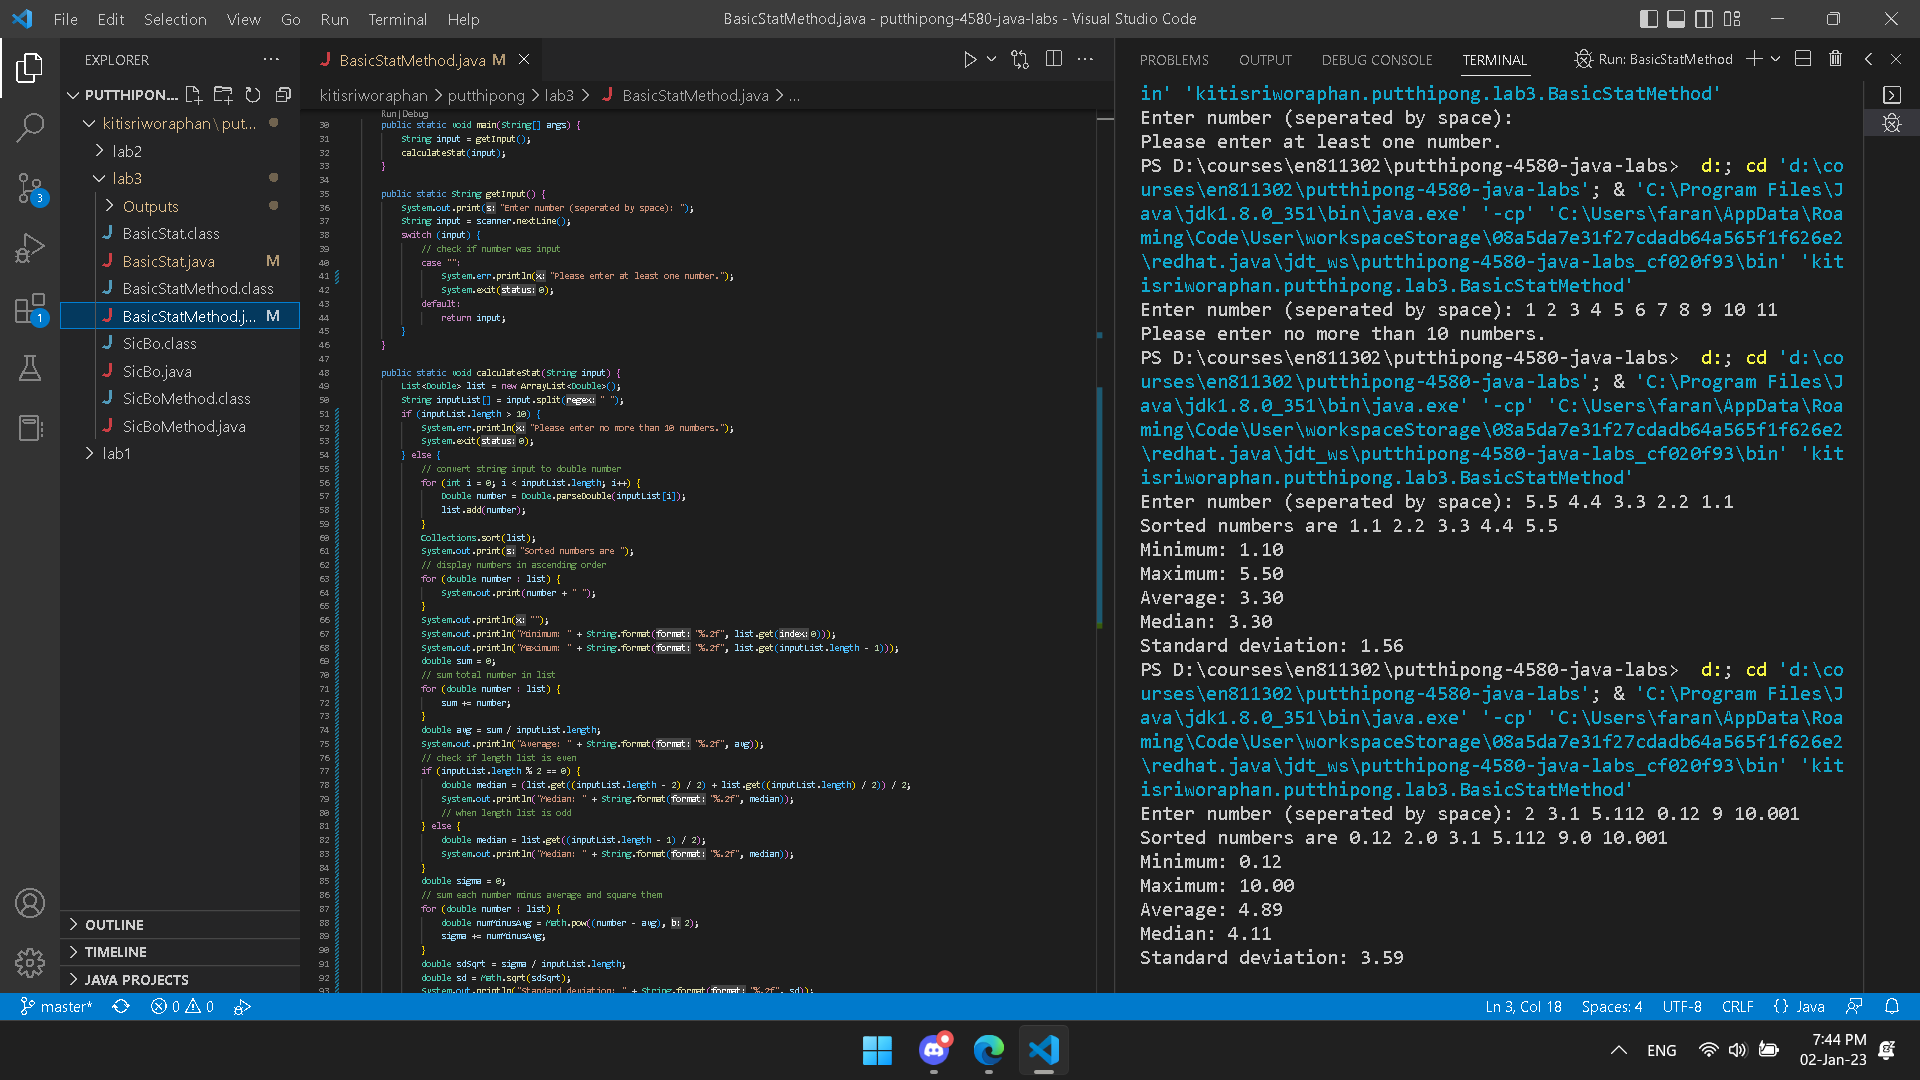 File Edit Selection View Go Run Terminal Help
BasicStatMethod.java - putthipong-4580-java-labs - Visual Studio Code
EXPLORER
PUTTHIPON...
kitisriworaphan\put...
lab2
lab3
Outputs
BasicStat.class
BasicStat.java M
BasicStatMethod.class
BasicStatMethod.j... M
SicBo.class
SicBo.java
SicBoMethod.class
SicBoMethod.java
lab1
OUTLINE
TIMELINE
JAVA PROJECTS
3
1
BasicStatMethod.java M
kitisriworaphan > putthipong > lab3 > BasicStatMethod.java > ...
Run | Debug
30 public static void main(String[] args) {
31 String input = getInput();
32 calculateStat(input);
33 }
34
35 public static String getInput() {
36 System.out.print(s: "Enter number (seperated by space): ");
37 String input = scanner.nextLine();
38 switch (input) {
39 // check if number was input
40 case "":
41 System.err.println(x: "Please enter at least one number.");
42 System.exit(status: 0);
43 default:
44 return input;
45 }
46 }
47
48 public static void calculateStat(String input) {
49 List<Double> list = new ArrayList<Double>();
50 String inputList[] = input.split(regex: " ");
51 if (inputList.length > 10) {
52 System.err.println(x: "Please enter no more than 10 numbers.");
53 System.exit(status: 0);
54 } else {
55 // convert string input to double number
56 for (int i = 0; i < inputList.length; i++) {
57 Double number = Double.parseDouble(inputList[i]);
58 list.add(number);
59 }
60 Collections.sort(list);
61 System.out.print(s: "Sorted numbers are ");
62 // display numbers in ascending order
63 for (double number : list) {
64 System.out.print(number + " ");
65 }
66 System.out.println(x: "");
67 System.out.println("Minimum: " + String.format(format: "%.2f", list.get(index: 0)));
68 System.out.println("Maximum: " + String.format(format: "%.2f", list.get(inputList.length - 1)));
69 double sum = 0;
70 // sum total number in list
71 for (double number : list) {
72 sum += number;
73 }
74 double avg = sum / inputList.length;
75 System.out.println("Average: " + String.format(format: "%.2f", avg));
76 // check if length list is even
77 if (inputList.length % 2 == 0) {
78 double median = (list.get((inputList.length - 2) / 2) + list.get((inputList.length) / 2)) / 2;
79 System.out.println("Median: " + String.format(format: "%.2f", median));
80 // when length list is odd
81 } else {
82 double median = list.get((inputList.length - 1) / 2);
83 System.out.println("Median: " + String.format(format: "%.2f", median));
84 }
85 double sigma = 0;
86 // sum each number minus average and square them
87 for (double number : list) {
88 double numMinusAvg = Math.pow((number - avg), b: 2);
89 sigma += numMinusAvg;
90 }
91 double sdSqrt = sigma / inputList.length;
92 double sd = Math.sqrt(sdSqrt);
93 System.out.println("Standard deviation: " + String.format(format: "%.2f", sd));
PROBLEMS OUTPUT DEBUG CONSOLE TERMINAL Run: BasicStatMethod
in' 'kitisriworaphan.putthipong.lab3.BasicStatMethod'
Enter number (seperated by space):
Please enter at least one number.
PS D:\courses\en811302\putthipong-4580-java-labs> d:; cd 'd:\co
urses\en811302\putthipong-4580-java-labs'; & 'C:\Program Files\J
ava\jdk1.8.0_351\bin\java.exe' '-cp' 'C:\Users\faran\AppData\Roa
ming\Code\User\workspaceStorage\08a5da7e31f27cdadb64a565f1f626e2
\redhat.java\jdt_ws\putthipong-4580-java-labs_cf020f93\bin' 'kit
isriworaphan.putthipong.lab3.BasicStatMethod'
Enter number (seperated by space): 1 2 3 4 5 6 7 8 9 10 11
Please enter no more than 10 numbers.
PS D:\courses\en811302\putthipong-4580-java-labs> d:; cd 'd:\co
urses\en811302\putthipong-4580-java-labs'; & 'C:\Program Files\J
ava\jdk1.8.0_351\bin\java.exe' '-cp' 'C:\Users\faran\AppData\Roa
ming\Code\User\workspaceStorage\08a5da7e31f27cdadb64a565f1f626e2
\redhat.java\jdt_ws\putthipong-4580-java-labs_cf020f93\bin' 'kit
isriworaphan.putthipong.lab3.BasicStatMethod'
Enter number (seperated by space): 5.5 4.4 3.3 2.2 1.1
Sorted numbers are 1.1 2.2 3.3 4.4 5.5
Minimum: 1.10
Maximum: 5.50
Average: 3.30
Median: 3.30
Standard deviation: 1.56
PS D:\courses\en811302\putthipong-4580-java-labs> d:; cd 'd:\co
urses\en811302\putthipong-4580-java-labs'; & 'C:\Program Files\J
ava\jdk1.8.0_351\bin\java.exe' '-cp' 'C:\Users\faran\AppData\Roa
ming\Code\User\workspaceStorage\08a5da7e31f27cdadb64a565f1f626e2
\redhat.java\jdt_ws\putthipong-4580-java-labs_cf020f93\bin' 'kit
isriworaphan.putthipong.lab3.BasicStatMethod'
Enter number (seperated by space): 2 3.1 5.112 0.12 9 10.001
Sorted numbers are 0.12 2.0 3.1 5.112 9.0 10.001
Minimum: 0.12
Maximum: 10.00
Average: 4.89
Median: 4.11
Standard deviation: 3.59
master* 0 0
Ln 3, Col 18 Spaces: 4 UTF-8 CRLF {} Java
ENG
7:44 PM
02-Jan-23